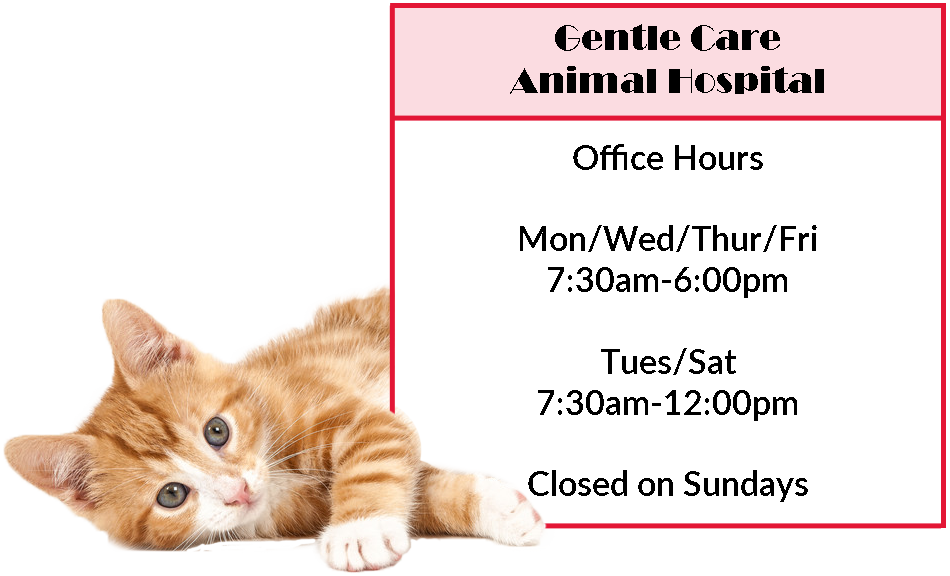 Gentle Care
Animal Hospital
Office Hours
Mon/Wed/Thur/Fri
7:30am-6:00pm
Tues/Sat
7:30am-12:00pm
Closed on Sundays